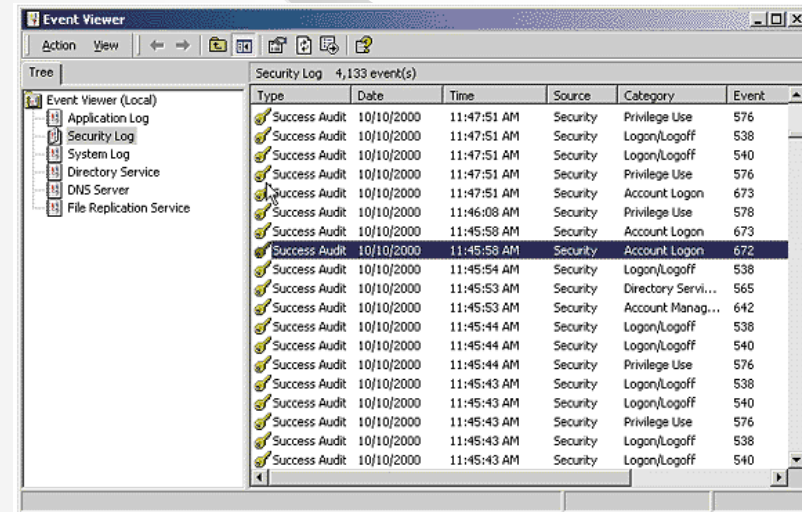 Event Viewer
Action View
Tree
Security Log 4,133 event(s)
Event Viewer (Local)
Application Log
Security Log
System Log
Directory Service
DNS Server
File Replication Service
Type Date Time Source Category Event
Success Audit 10/10/2000 11:47:51 AM Security Privilege Use 576
Success Audit 10/10/2000 11:47:51 AM Security Logon/Logoff 538
Success Audit 10/10/2000 11:47:51 AM Security Logon/Logoff 540
Success Audit 10/10/2000 11:47:51 AM Security Privilege Use 576
Success Audit 10/10/2000 11:47:51 AM Security Account Logon 673
Success Audit 10/10/2000 11:46:08 AM Security Privilege Use 578
Success Audit 10/10/2000 11:45:58 AM Security Account Logon 673
Success Audit 10/10/2000 11:45:58 AM Security Account Logon 672
Success Audit 10/10/2000 11:45:54 AM Security Logon/Logoff 538
Success Audit 10/10/2000 11:45:53 AM Security Directory Servi... 565
Success Audit 10/10/2000 11:45:53 AM Security Account Manag... 642
Success Audit 10/10/2000 11:45:44 AM Security Logon/Logoff 538
Success Audit 10/10/2000 11:45:44 AM Security Logon/Logoff 540
Success Audit 10/10/2000 11:45:44 AM Security Privilege Use 576
Success Audit 10/10/2000 11:45:43 AM Security Logon/Logoff 538
Success Audit 10/10/2000 11:45:43 AM Security Logon/Logoff 540
Success Audit 10/10/2000 11:45:43 AM Security Privilege Use 576
Success Audit 10/10/2000 11:45:43 AM Security Logon/Logoff 538
Success Audit 10/10/2000 11:45:43 AM Security Logon/Logoff 540